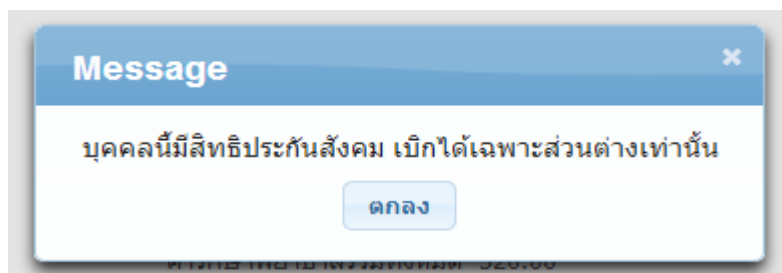 Message
บุคคลนี้มีสิทธิประกันสังคม เบิกได้เฉพาะส่วนต่างเท่านั้น
ตกลง